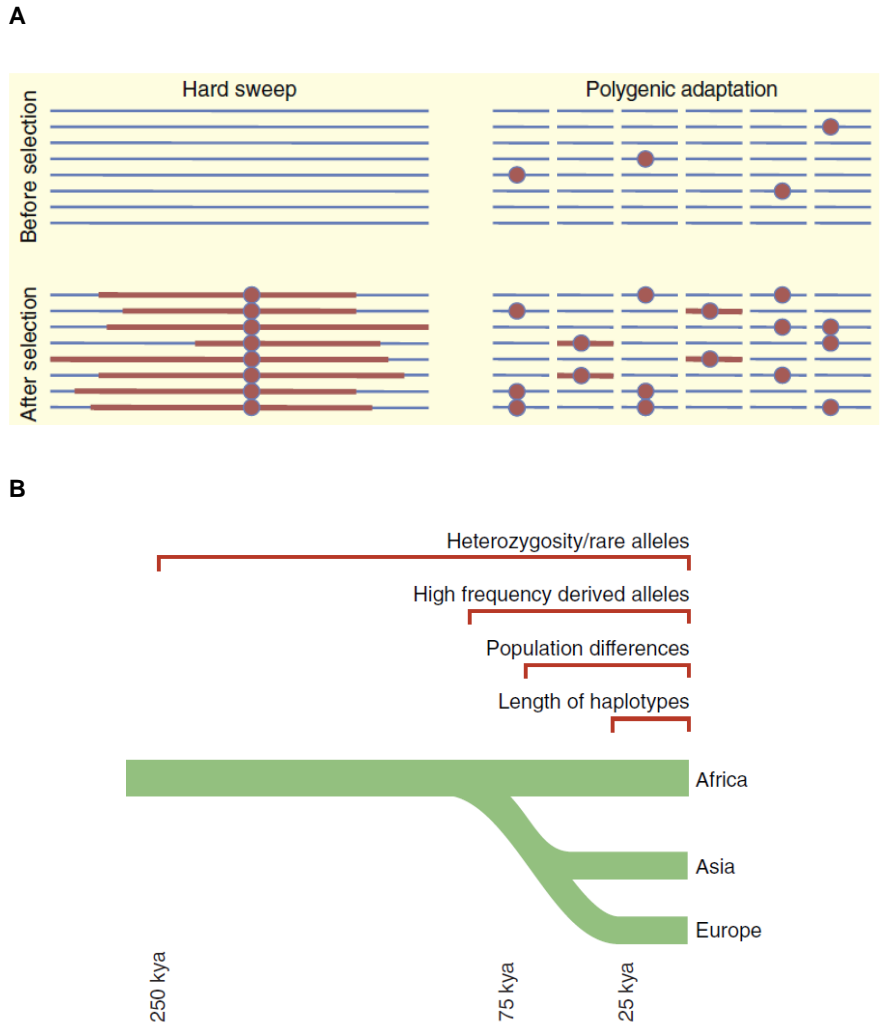 A
Hard sweep
Polygenic adaptation
Before selection
After selection
B
Heterozygosity/rare alleles
High frequency derived alleles
Population differences
Length of haplotypes
Africa
Asia
Europe
250 kya
75 kya
25 kya